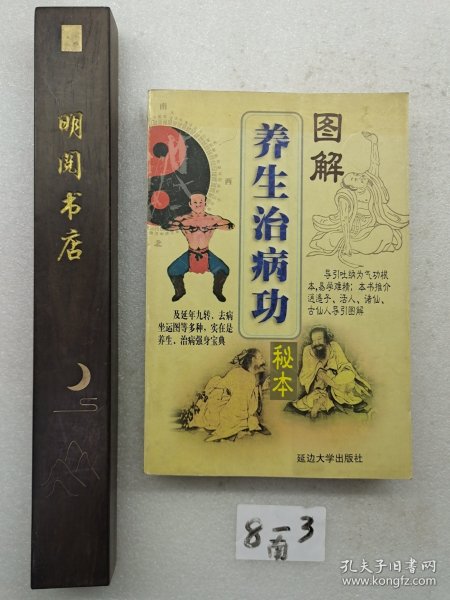 明阅书店
图解
养生治病功
秘本
南
西
北
导引吐纳为气功根
本,易学难精;本书推介
逍遥子、浩人、诸仙、
古仙人导引图解
及延年九转,去病
坐运图等多种,实在是
养生、治病强身宝典
延边大学出版社
8-3
南
孔夫子旧书网
www.kongfz.com